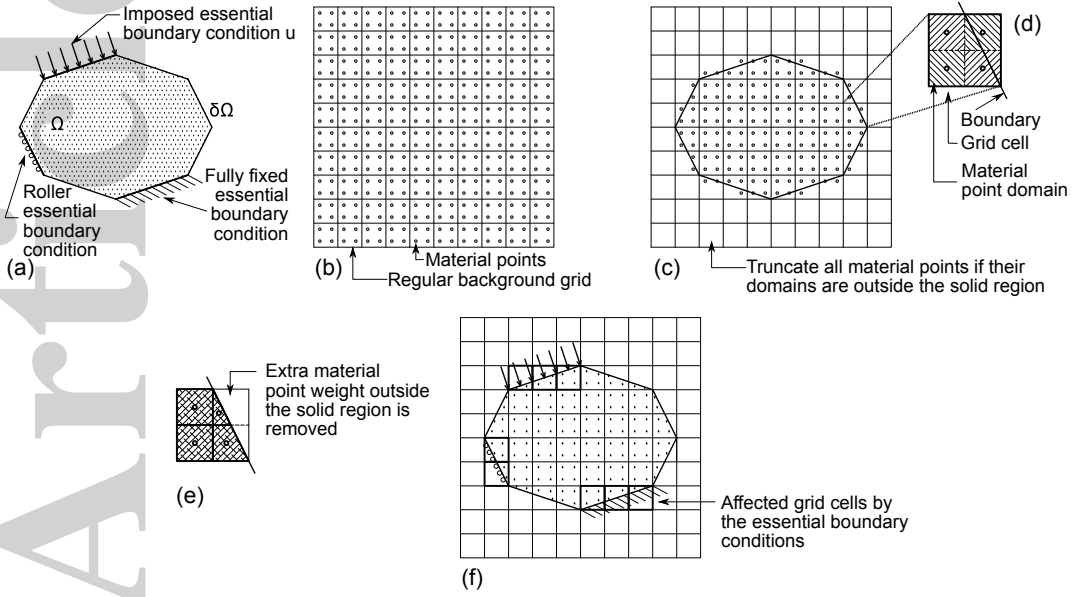 Imposed essential
boundary condition u
δΩ
Ω
Roller
essential
boundary
condition
Fully fixed
essential
boundary
condition
(a)
Material points
Regular background grid
(b)
(c)
Truncate all material points if their
domains are outside the solid region
(d)
Boundary
Grid cell
Material
point domain
Extra material
point weight outside
the solid region is
removed
(e)
Affected grid cells by
the essential boundary
conditions
(f)
Artic